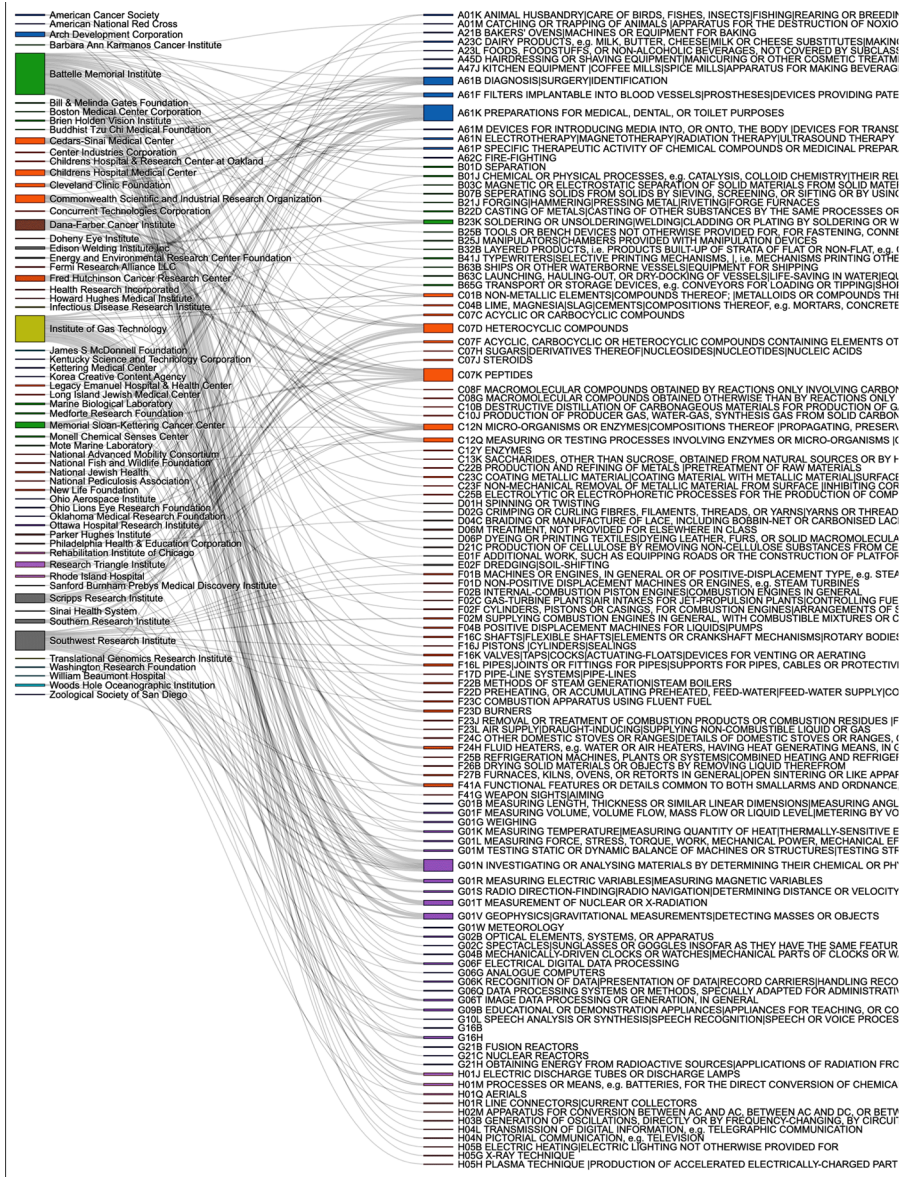 American Cancer Society
American National Red Cross
Arch Development Corporation
Barbara Ann Karmanos Cancer Institute
Battelle Memorial Institute
Bill & Melinda Gates Foundation
Boston Medical Center Corporation
Brien Holden Vision Institute
Buddhist Tzu Chi Medical Foundation
Cedars-Sinai Medical Center
Center Industries Corporation
Childrens Hospital & Research Center at Oakland
Childrens Hospital Medical Center
Cleveland Clinic Foundation
Commonwealth Scientific and Industrial Research Organization
Concurrent Technologies Corporation
Dana-Farber Cancer Institute
Doheny Eye Institute
Edison Welding Institute,Inc
Energy and Environmental Research Center Foundation
Fermi Research Alliance LLC
Fred Hutchinson Cancer Research Center
Health Research Incorporated
Howard Hughes Medical Institute
Infectious Disease Research Institute
Institute of Gas Technology
James S McDonnell Foundation
Kentucky Science and Technology Corporation
Kettering Medical Center
Korea Creative Content Agency
Legacy Emanuel Hospital & Health Center
Long Island Jewish Medical Center
Marine Biological Laboratory
Medforte Research Foundation
Memorial Sloan-Kettering Cancer Center
Monell Chemical Senses Center
Mote Marine Laboratory
National Advanced Mobility Consortium
National Fish and Wildlife Foundation
National Jewish Health
National Pediculosis Association
New Life Foundation
Ohio Aerospace Institute
Ohio Lions Eye Research Foundation
Oklahoma Medical Research Foundation
Ottawa Hospital Research Institute
Parker Hughes Institute
Philadelphia Health & Education Corporation
Rehabilitation Institute of Chicago
Research Triangle Institute
Rhode Island Hospital
Sanford Burnham Prebys Medical Discovery Institute
Scripps Research Institute
Sinai Health System
Southern Research Institute
Southwest Research Institute
Translational Genomics Research Institute
Washington Research Foundation
William Beaumont Hospital
Woods Hole Oceanographic Institution
Zoological Society of San Diego
A01K ANIMAL HUSBANDRY|CARE OF BIRDS, FISHES, INSECTS|FISHING|REARING OR BREEDIN
A01M CATCHING OR TRAPPING OF ANIMALS |APPARATUS FOR THE DESTRUCTION OF NOXIO
A21B BAKERS' OVENS|MACHINES OR EQUIPMENT FOR BAKING
A23C DAIRY PRODUCTS, e.g. MILK, BUTTER, CHEESE|MILK OR CHEESE SUBSTITUTES|MAKING
A23L FOODS, FOODSTUFFS, OR NON-ALCOHOLIC BEVERAGES, NOT COVERED BY SUBCLASS
A45D HAIRDRESSING OR SHAVING EQUIPMENT|MANICURING OR OTHER COSMETIC TREATM
A47J KITCHEN EQUIPMENT |COFFEE MILLS|SPICE MILLS|APPARATUS FOR MAKING BEVERAG
A61B DIAGNOSIS|SURGERY|IDENTIFICATION
A61F FILTERS IMPLANTABLE INTO BLOOD VESSELS|PROSTHESES|DEVICES PROVIDING PATE
A61K PREPARATIONS FOR MEDICAL, DENTAL, OR TOILET PURPOSES
A61M DEVICES FOR INTRODUCING MEDIA INTO, OR ONTO, THE BODY |DEVICES FOR TRANSD
A61N ELECTROTHERAPY|MAGNETOTHERAPY|RADIATION THERAPY|ULTRASOUND THERAPY
A61P SPECIFIC THERAPEUTIC ACTIVITY OF CHEMICAL COMPOUNDS OR MEDICINAL PREPAR
A62C FIRE-FIGHTING
B01D SEPARATION
B01J CHEMICAL OR PHYSICAL PROCESSES, e.g. CATALYSIS, COLLOID CHEMISTRY|THEIR REL
B03C MAGNETIC OR ELECTROSTATIC SEPARATION OF SOLID MATERIALS FROM SOLID MATE
B07B SEPERATING SOLIDS FROM SOLIDS BY SIEVING, SCREENING, OR SIFTING OR BY USING
B21J FORGING|HAMMERING|PRESSING METAL|RIVETING|FORGE FURNACES
B22D CASTING OF METALS|CASTING OF OTHER SUBSTANCES BY THE SAME PROCESSES OR
B23K SOLDERING OR UNSOLDERING|WELDING|CLADDING OR PLATING BY SOLDERING OR W
B25B TOOLS OR BENCH DEVICES NOT OTHERWISE PROVIDED FOR, FOR FASTENING, CONNE
B25J MANIPULATORS|CHAMBERS PROVIDED WITH MANIPULATION DEVICES
B32B LAYERED PRODUCTS, i.e. PRODUCTS BUILT-UP OF STRATA OF FLAT OR NON-FLAT, e.g.
B41J TYPEWRITERS|SELECTIVE PRINTING MECHANISMS, |, i.e. MECHANISMS PRINTING OTHE
B63B SHIPS OR OTHER WATERBORNE VESSELS|EQUIPMENT FOR SHIPPING
B63C LAUNCHING, HAULING-OUT, OR DRY-DOCKING OF VESSELS|LIFE-SAVING IN WATER|EQU
B65G TRANSPORT OR STORAGE DEVICES, e.g. CONVEYORS FOR LOADING OR TIPPING|SHOP
C01B NON-METALLIC ELEMENTS|COMPOUNDS THEREOF; |METALLOIDS OR COMPOUNDS TH
C04B LIME, MAGNESIA|SLAG|CEMENTS|COMPOSITIONS THEREOF, e.g. MORTARS, CONCRETE
C07C ACYCLIC OR CARBOCYCLIC COMPOUNDS
C07D HETEROCYCLIC COMPOUNDS
C07F ACYCLIC, CARBOCYCLIC OR HETEROCYCLIC COMPOUNDS CONTAINING ELEMENTS OT
C07H SUGARS|DERIVATIVES THEREOF|NUCLEOSIDES|NUCLEOTIDES|NUCLEIC ACIDS
C07J STEROIDS
C07K PEPTIDES
C08F MACROMOLECULAR COMPOUNDS OBTAINED BY REACTIONS ONLY INVOLVING CARBON
C08G MACROMOLECULAR COMPOUNDS OBTAINED OTHERWISE THAN BY REACTIONS ONLY
C10B DESTRUCTIVE DISTILLATION OF CARBONAGEOUS MATERIALS FOR PRODUCTION OF GA
C10J PRODUCTION OF PRODUCER GAS, WATER-GAS, SYNTHESIS GAS FROM SOLID CARBON
C12N MICRO-ORGANISMS OR ENZYMES|COMPOSITIONS THEREOF |PROPAGATING, PRESERV
C12Q MEASURING OR TESTING PROCESSES INVOLVING ENZYMES OR MICRO-ORGANISMS |C
C12Y ENZYMES
C13K SACCHARIDES, OTHER THAN SUCROSE, OBTAINED FROM NATURAL SOURCES OR BY H
C22B PRODUCTION AND REFINING OF METALS |PRETREATMENT OF RAW MATERIALS
C23C COATING METALLIC MATERIAL|COATING MATERIAL WITH METALLIC MATERIAL|SURFACE
C23F NON-MECHANICAL REMOVAL OF METALLIC MATERIAL FROM SURFACE |INHIBITING COR
C25B ELECTROLYTIC OR ELECTROPHORETIC PROCESSES FOR THE PRODUCTION OF COMP
D01H SPINNING OR TWISTING
D02G CRIMPING OR CURLING FIBRES, FILAMENTS, THREADS, OR YARNS|YARNS OR THREAD
D04C BRAIDING OR MANUFACTURE OF LACE, INCLUDING BOBBIN-NET OR CARBONISED LAC
D06M TREATMENT, NOT PROVIDED FOR ELSEWHERE IN CLASS
D06P DYEING OR PRINTING TEXTILES|DYEING LEATHER, FURS, OR SOLID MACROMOLECULA
D21C PRODUCTION OF CELLULOSE BY REMOVING NON-CELLULOSE SUBSTANCES FROM CE
E01F ADDITIONAL WORK, SUCH AS EQUIPPING ROADS OR THE CONSTRUCTION OF PLATFOR
E02F DREDGING|SOIL-SHIFTING
F01B MACHINES OR ENGINES, IN GENERAL OR OF POSITIVE-DISPLACEMENT TYPE, e.g. STEA
F01D NON-POSITIVE DISPLACEMENT MACHINES OR ENGINES, e.g. STEAM TURBINES
F02B INTERNAL-COMBUSTION PISTON ENGINES|COMBUSTION ENGINES IN GENERAL
F02C GAS-TURBINE PLANTS|AIR INTAKES FOR JET-PROPULSION PLANTS|CONTROLLING FUE
F02F CYLINDERS, PISTONS OR CASINGS, FOR COMBUSTION ENGINES|ARRANGEMENTS OF S
F02M SUPPLYING COMBUSTION ENGINES IN GENERAL, WITH COMBUSTIBLE MIXTURES OR C
F04B POSITIVE DISPLACEMENT MACHINES FOR LIQUIDS|PUMPS
F16C SHAFTS|FLEXIBLE SHAFTS|ELEMENTS OR CRANKSHAFT MECHANISMS|ROTARY BODIES
F16J PISTONS |CYLINDERS|SEALINGS
F16K VALVES|TAPS|COCKS|ACTUATING-FLOATS|DEVICES FOR VENTING OR AERATING
F16L PIPES|JOINTS OR FITTINGS FOR PIPES|SUPPORTS FOR PIPES, CABLES OR PROTECTIVI
F17D PIPE-LINE SYSTEMS|PIPE-LINES
F22B METHODS OF STEAM GENERATION|STEAM BOILERS
F22D PREHEATING, OR ACCUMULATING PREHEATED, FEED-WATER|FEED-WATER SUPPLY|CO
F23C COMBUSTION APPARATUS USING FLUENT FUEL
F23D BURNERS
F23J REMOVAL OR TREATMENT OF COMBUSTION PRODUCTS OR COMBUSTION RESIDUES |F
F23L AIR SUPPLY|DRAUGHT-INDUCING|SUPPLYING NON-COMBUSTIBLE LIQUID OR GAS
F24C OTHER DOMESTIC STOVES OR RANGES|DETAILS OF DOMESTIC STOVES OR RANGES,
F24H FLUID HEATERS, e.g. WATER OR AIR HEATERS, HAVING HEAT GENERATING MEANS, IN G
F25B REFRIGERATION MACHINES, PLANTS OR SYSTEMS|COMBINED HEATING AND REFRIGER
F26B DRYING SOLID MATERIALS OR OBJECTS BY REMOVING LIQUID THEREFROM
F27B FURNACES, KILNS, OVENS, OR RETORTS IN GENERAL|OPEN SINTERING OR LIKE APPAR
F41A FUNCTIONAL FEATURES OR DETAILS COMMON TO BOTH SMALLARMS AND ORDNANCE,
F41G WEAPON SIGHTS|AIMING
G01B MEASURING LENGTH, THICKNESS OR SIMILAR LINEAR DIMENSIONS|MEASURING ANGL
G01F MEASURING VOLUME, VOLUME FLOW, MASS FLOW OR LIQUID LEVEL|METERING BY VO
G01G WEIGHING
G01K MEASURING TEMPERATURE|MEASURING QUANTITY OF HEAT|THERMALLY-SENSITIVE E
G01L MEASURING FORCE, STRESS, TORQUE, WORK, MECHANICAL POWER, MECHANICAL EF
G01M TESTING STATIC OR DYNAMIC BALANCE OF MACHINES OR STRUCTURES|TESTING STR
G01N INVESTIGATING OR ANALYSING MATERIALS BY DETERMINING THEIR CHEMICAL OR PHY
G01R MEASURING ELECTRIC VARIABLES|MEASURING MAGNETIC VARIABLES
G01S RADIO DIRECTION-FINDING|RADIO NAVIGATION|DETERMINING DISTANCE OR VELOCITY
G01T MEASUREMENT OF NUCLEAR OR X-RADIATION
G01V GEOPHYSICS|GRAVITATIONAL MEASUREMENTS|DETECTING MASSES OR OBJECTS
G01W METEOROLOGY
G02B OPTICAL ELEMENTS, SYSTEMS, OR APPARATUS
G02C SPECTACLES|SUNGLASSES OR GOGGLES INSOFAR AS THEY HAVE THE SAME FEATUR
G04B MECHANICALLY-DRIVEN CLOCKS OR WATCHES|MECHANICAL PARTS OF CLOCKS OR WA
G06F ELECTRICAL DIGITAL DATA PROCESSING
G06G ANALOGUE COMPUTERS
G06K RECOGNITION OF DATA|PRESENTATION OF DATA|RECORD CARRIERS|HANDLING RECO
G06Q DATA PROCESSING SYSTEMS OR METHODS, SPECIALLY ADAPTED FOR ADMINISTRATIV
G06T IMAGE DATA PROCESSING OR GENERATION, IN GENERAL
G09B EDUCATIONAL OR DEMONSTRATION APPLIANCES|APPLIANCES FOR TEACHING, OR CO
G10L SPEECH ANALYSIS OR SYNTHESIS|SPEECH RECOGNITION|SPEECH OR VOICE PROCES
G16B
G16H
G21B FUSION REACTORS
G21C NUCLEAR REACTORS
G21H OBTAINING ENERGY FROM RADIOACTIVE SOURCES|APPLICATIONS OF RADIATION FRO
H01J ELECTRIC DISCHARGE TUBES OR DISCHARGE LAMPS
H01M PROCESSES OR MEANS, e.g. BATTERIES, FOR THE DIRECT CONVERSION OF CHEMICA
H01Q AERIALS
H01R LINE CONNECTORS|CURRENT COLLECTORS
H02M APPARATUS FOR CONVERSION BETWEEN AC AND AC, BETWEEN AC AND DC, OR BETW
H03B GENERATION OF OSCILLATIONS, DIRECTLY OR BY FREQUENCY-CHANGING, BY CIRCUI
H04L TRANSMISSION OF DIGITAL INFORMATION, e.g. TELEGRAPHIC COMMUNICATION
H04N PICTORIAL COMMUNICATION, e.g. TELEVISION
H05B ELECTRIC HEATING|ELECTRIC LIGHTING NOT OTHERWISE PROVIDED FOR
H05G X-RAY TECHNIQUE
H05H PLASMA TECHNIQUE |PRODUCTION OF ACCELERATED ELECTRICALLY-CHARGED PART